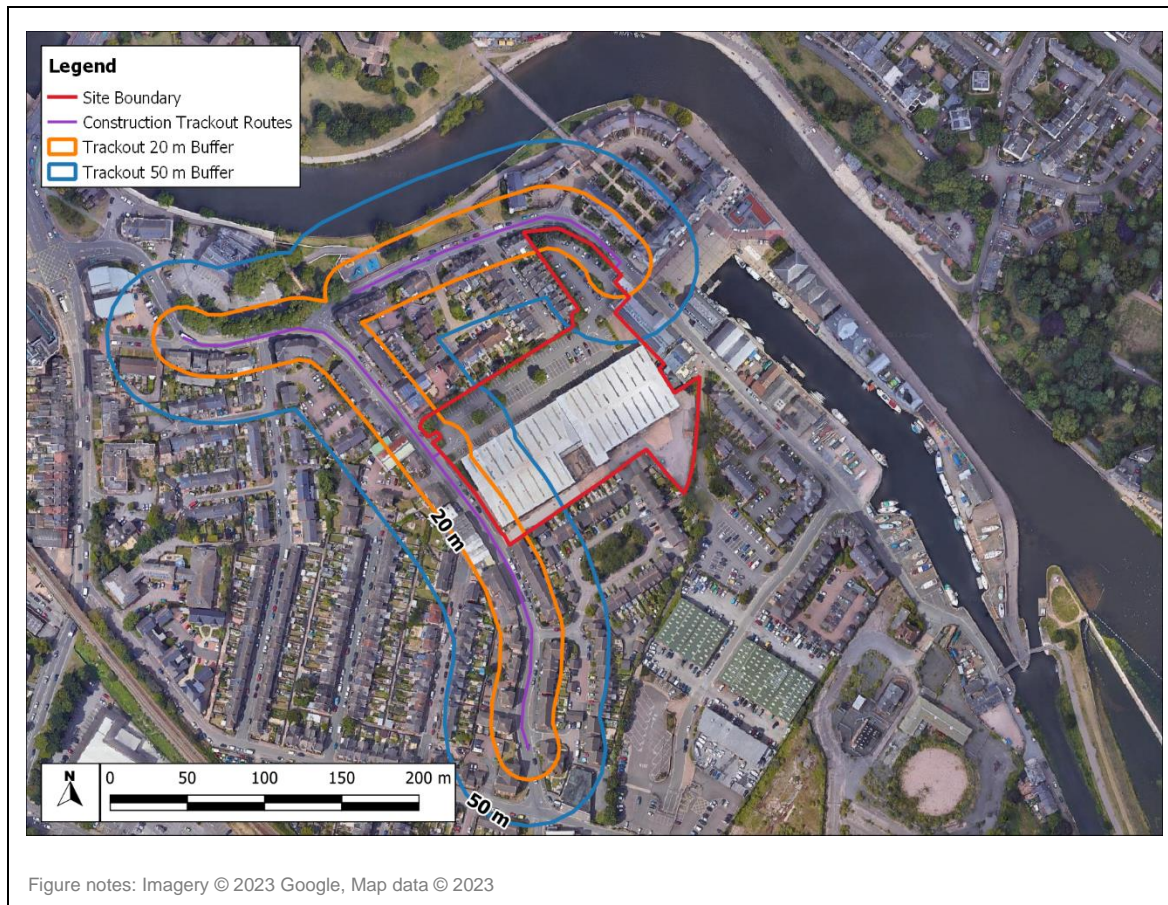 Legend
Site Boundary
Construction Trackout Routes
Trackout 20 m Buffer
Trackout 50 m Buffer
20 m
N
0 50 100 150 200 m
50 m
Figure notes: Imagery © 2023 Google, Map data © 2023